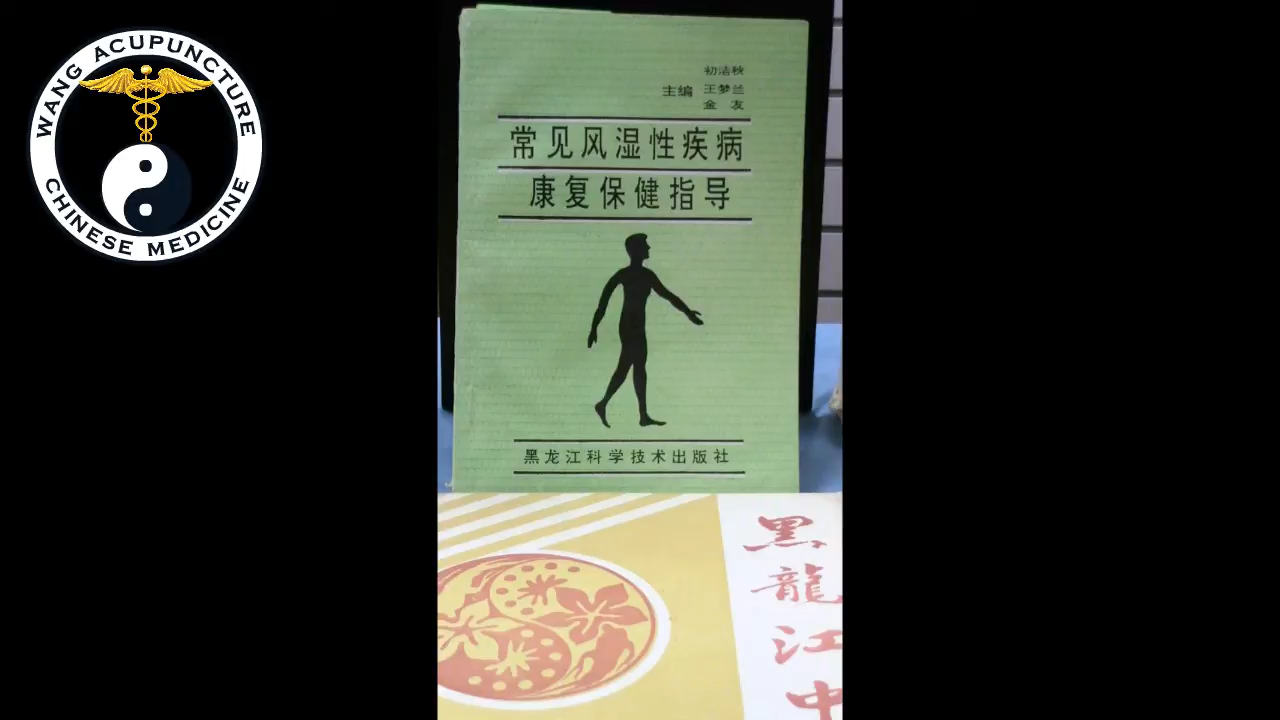 WANG ACUPUNCTURE
CHINESE MEDICINE
初洁秋
主编 王梦兰
金友
常见风湿性疾病
康复保健指导
黑龙江科学技术出版社
黑龍江中